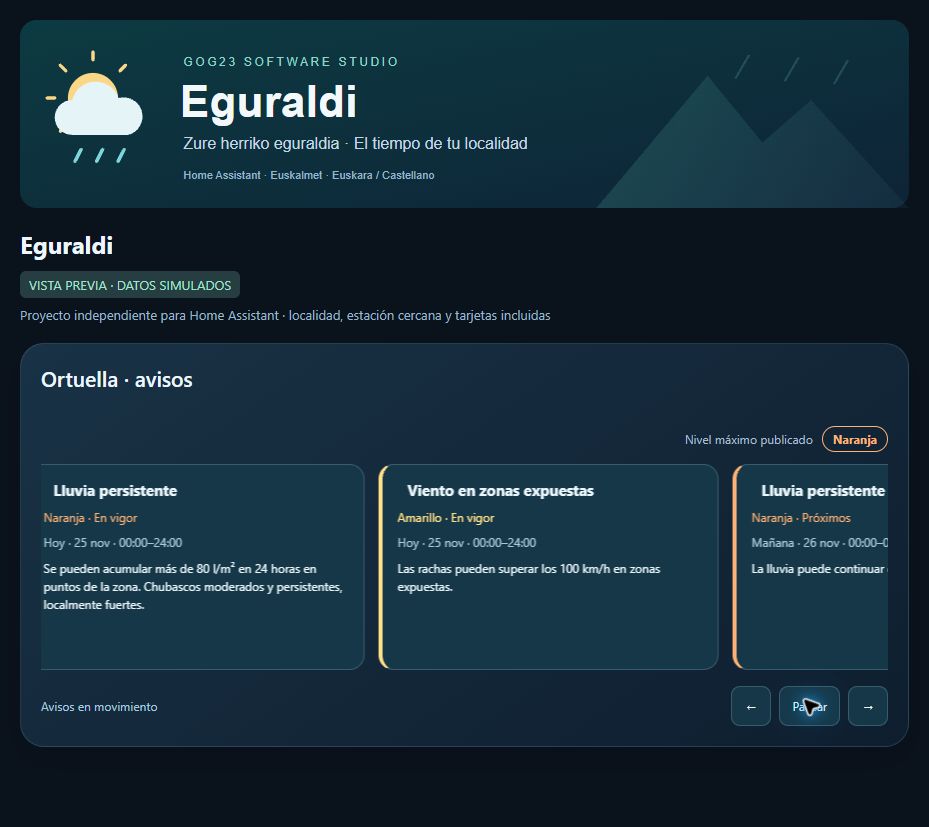 GOG23 SOFTWARE STUDIO
Eguraldi
Zure herriko eguraldia · El tiempo de tu localidad
Home Assistant · Euskalmet · Euskara / Castellano
Eguraldi
VISTA PREVIA · DATOS SIMULADOS
Proyecto independiente para Home Assistant · localidad, estación cercana y tarjetas incluidas
Ortuella · avisos
Nivel máximo publicado
Naranja
Lluvia persistente
Naranja · En vigor
Hoy · 25 nov · 00:00–24:00
Se pueden acumular más de 80 l/m² en 24 horas en
puntos de la zona. Chubascos moderados y persistentes,
localmente fuertes.
Viento en zonas expuestas
Amarillo · En vigor
Hoy · 25 nov · 00:00–24:00
Las rachas pueden superar los 100 km/h en zonas
expuestas.
Lluvia persistente
Naranja · Próximos
Mañana · 26 nov · 00:00–
La lluvia puede continuar
Avisos en movimiento
←
→